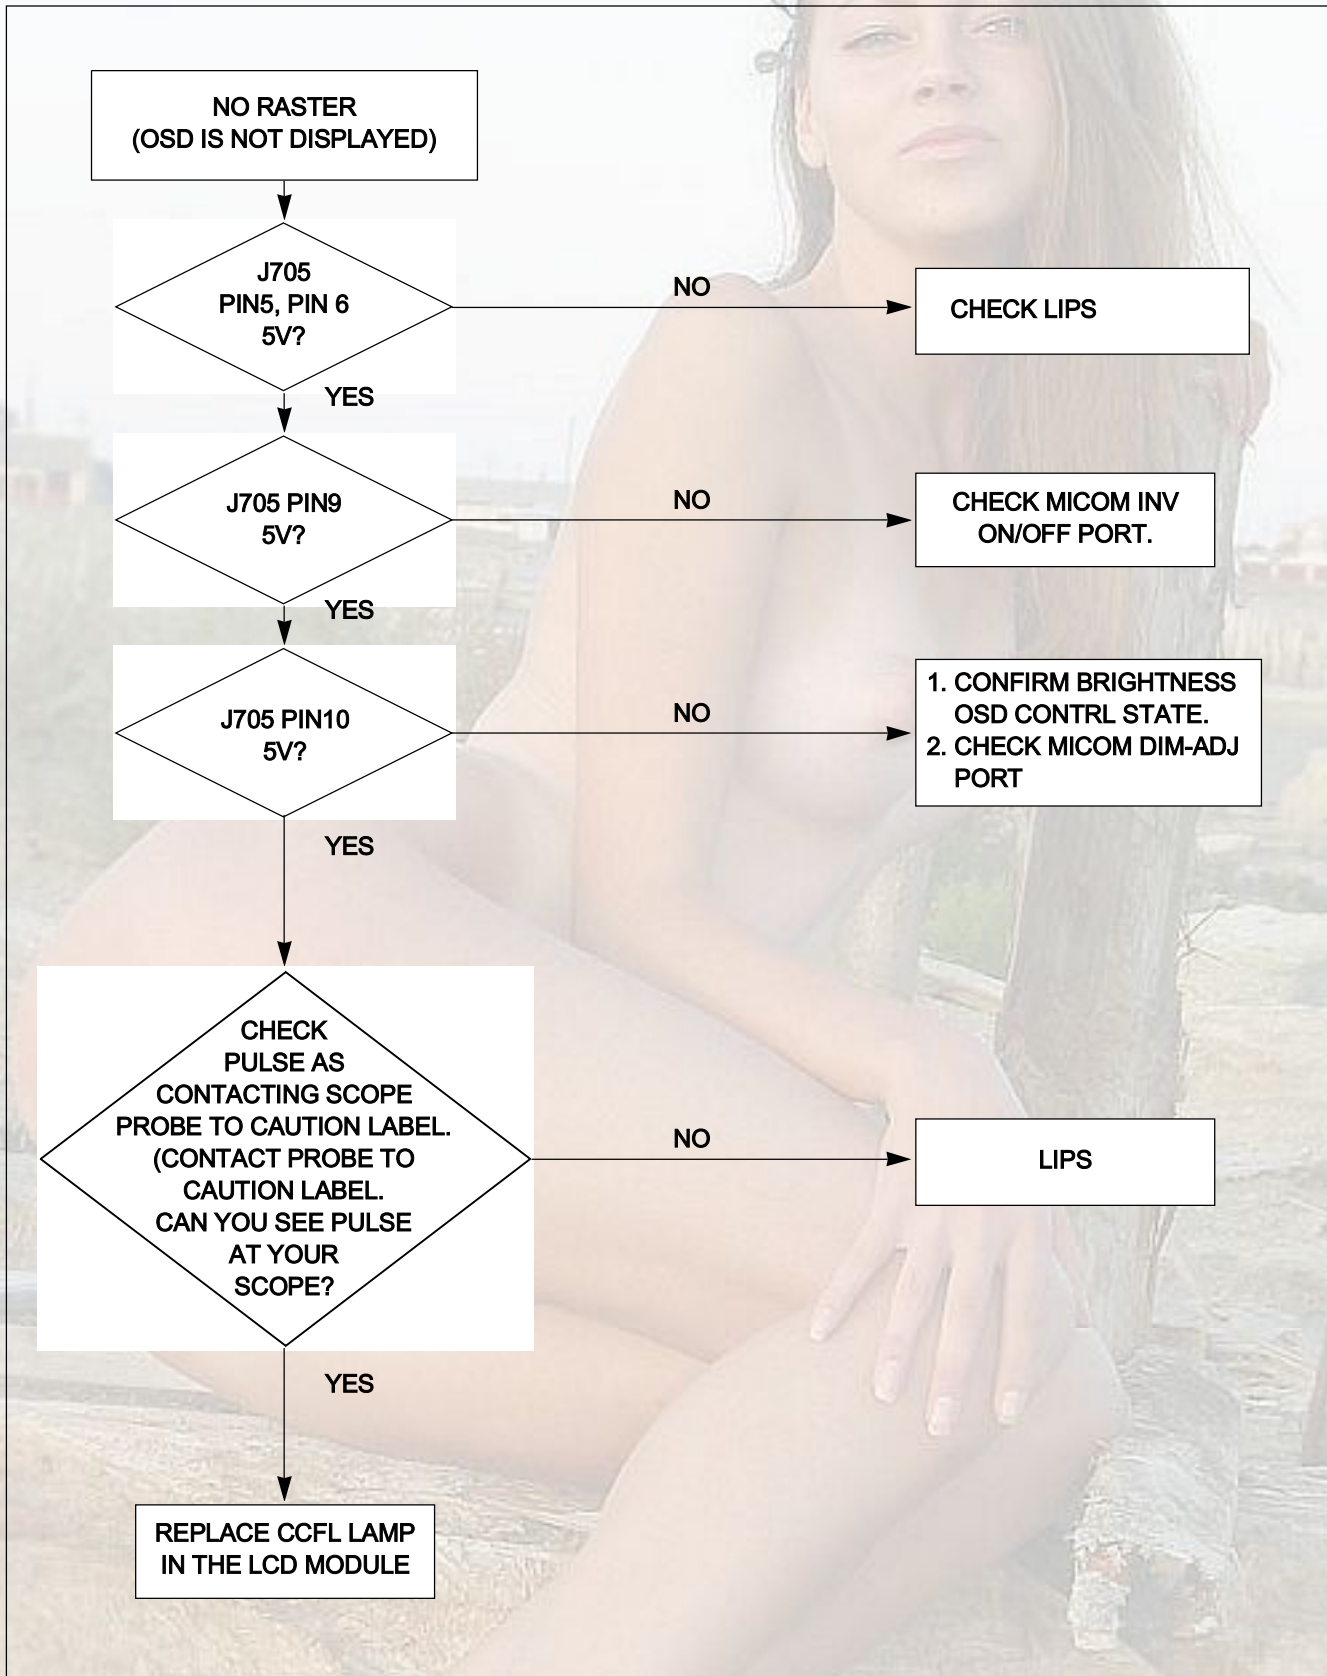 NO RASTER
(OSD IS NOT DISPLAYED)
J705
PIN5, PIN 6
5V?
NO
CHECK LIPS
YES
J705 PIN9
5V?
NO
CHECK MICOM INV
ON/OFF PORT.
YES
J705 PIN10
5V?
NO
1. CONFIRM BRIGHTNESS
OSD CONTRL STATE.
2. CHECK MICOM DIM-ADJ
PORT
YES
CHECK
PULSE AS
CONTACTING SCOPE
PROBE TO CAUTION LABEL.
(CONTACT PROBE TO
CAUTION LABEL.
CAN YOU SEE PULSE
AT YOUR
SCOPE?
NO
LIPS
YES
REPLACE CCFL LAMP
IN THE LCD MODULE